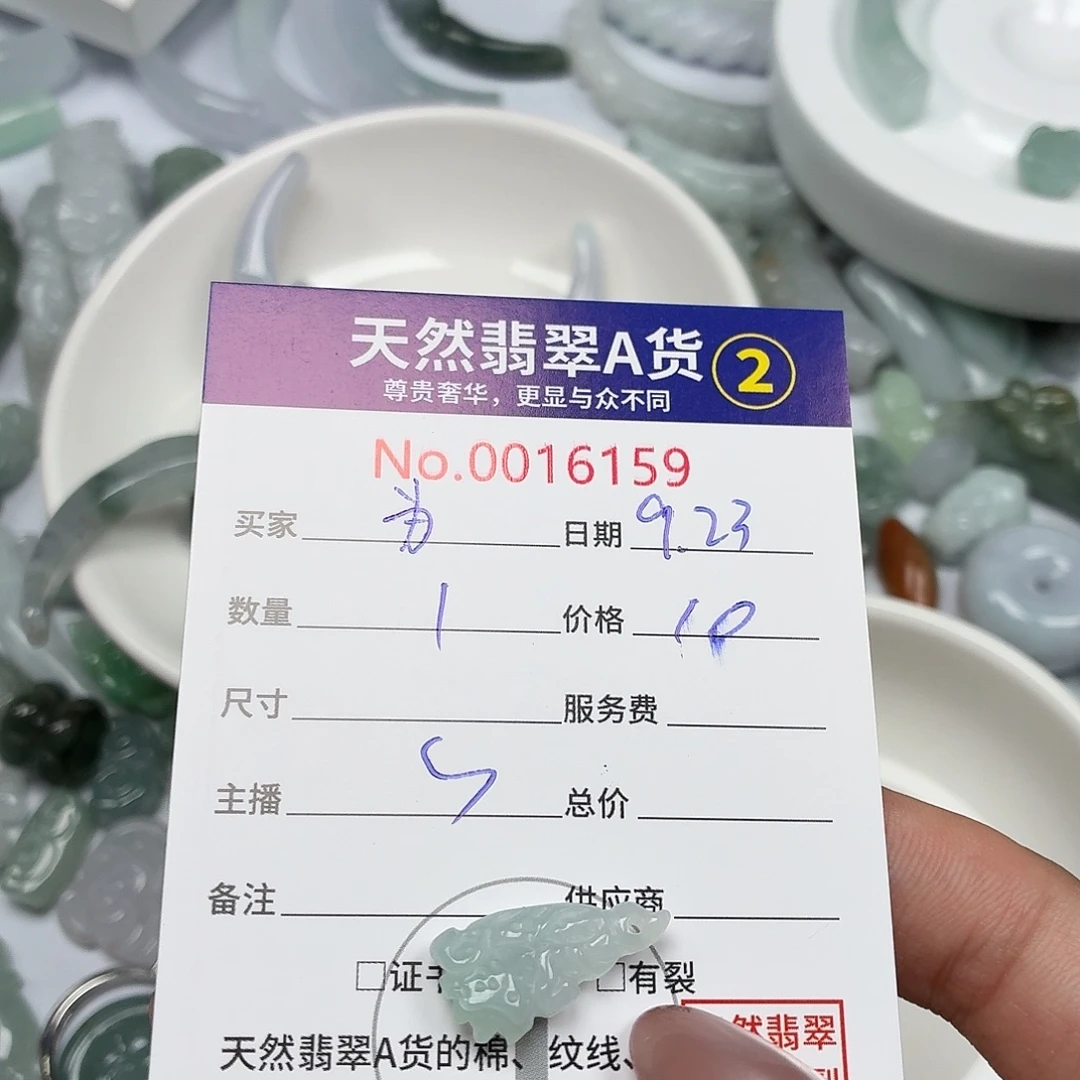 天然翡翠A货 2
尊贵奢华，更显与众不同
No.0016159
买家 日期 9.23
数量 1 价格 10
尺寸 服务费
主播 总价
备注 供应商
□证 □有裂
天然翡翠A货的棉、纹线、
然翡翠